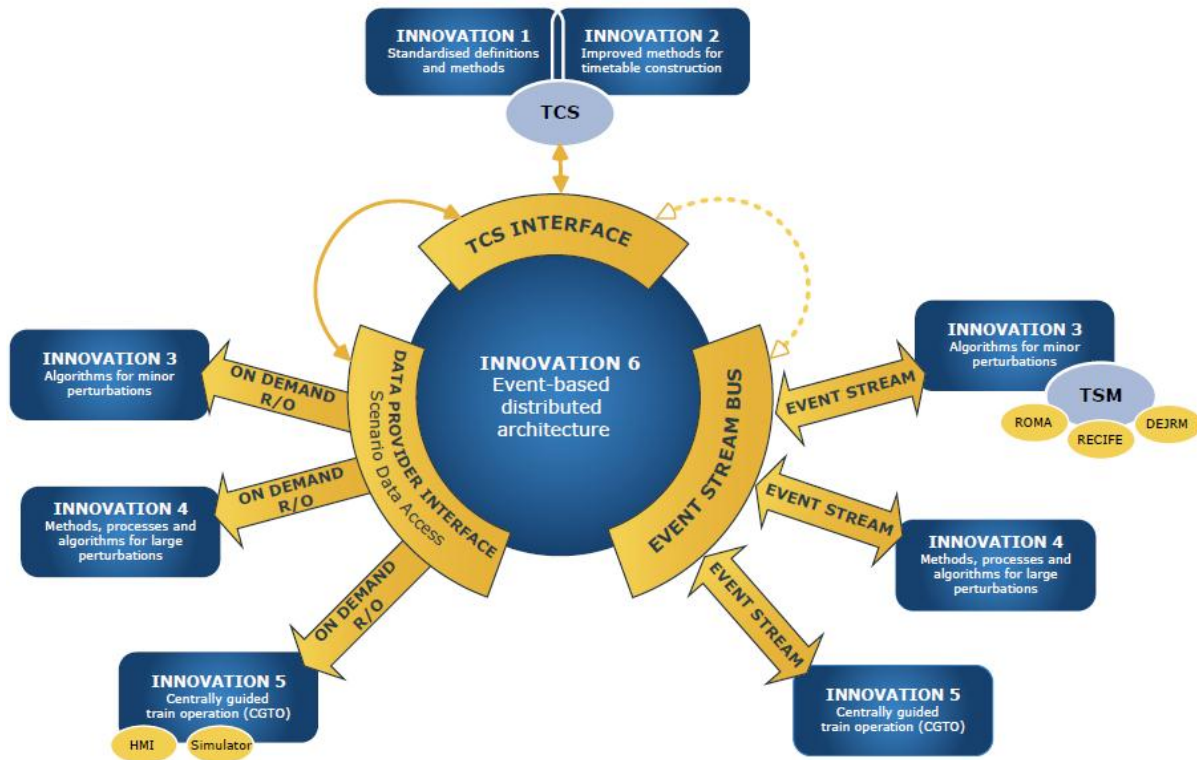 INNOVATION 1
Standardised definitions
and methods
INNOVATION 2
Improved methods for
timetable construction
TCS
TCS INTERFACE
INNOVATION 3
Algorithms for minor
perturbations
ON DEMAND
R/O
INNOVATION 4
Methods, processes and
algorithms for large
perturbations
ON DEMAND
R/O
INNOVATION 5
Centrally guided
train operation (CGTO)
HMI
Simulator
ON DEMAND
R/O
DATA PROVIDER INTERFACE
Scenario Data Access
INNOVATION 6
Event-based
distributed
architecture
EVENT STREAM BUS
EVENT STREAM
INNOVATION 3
Algorithms for minor
perturbations
TSM
ROMA
RECIFE
DEJRM
EVENT STREAM
INNOVATION 4
Methods, processes and
algorithms for large
perturbations
EVENT STREAM
INNOVATION 5
Centrally guided
train operation (CGTO)